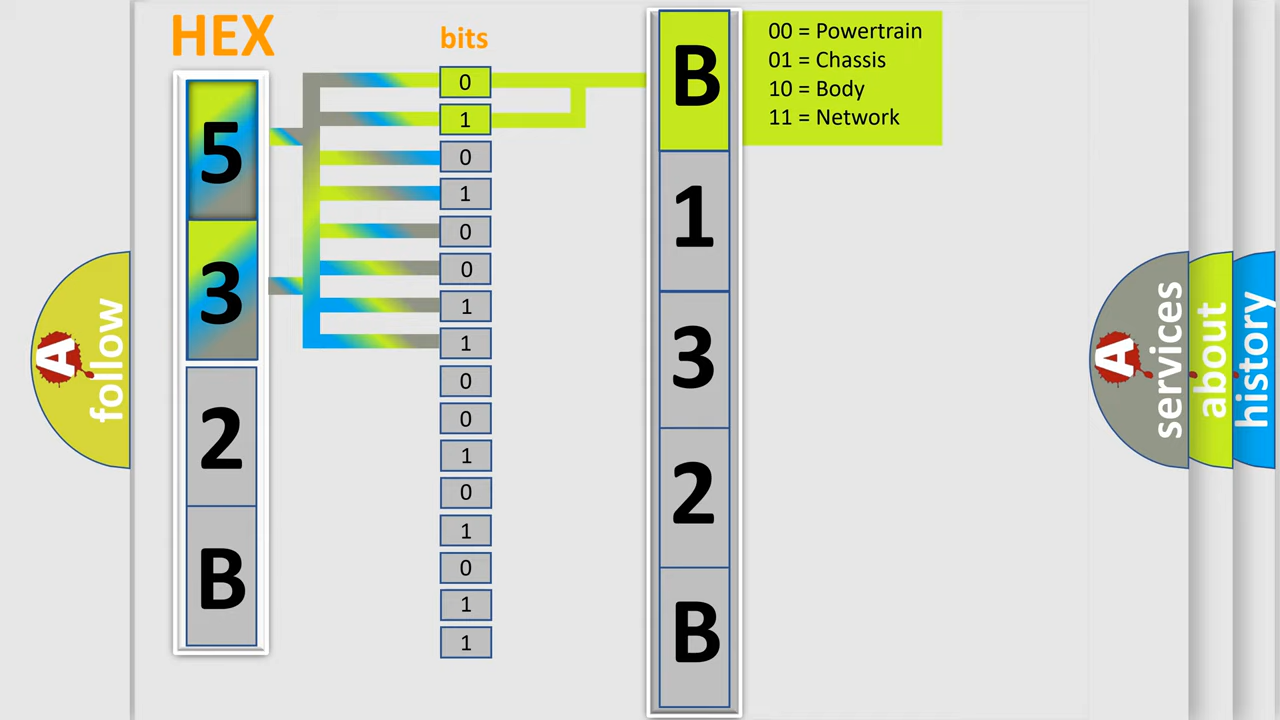 HEX
bits
5
3
2
B
0
1
0
1
0
0
1
1
0
0
1
0
1
0
1
1
B
1
3
2
B
00 = Powertrain
01 = Chassis
10 = Body
11 = Network
A
follow
A
services
about
history